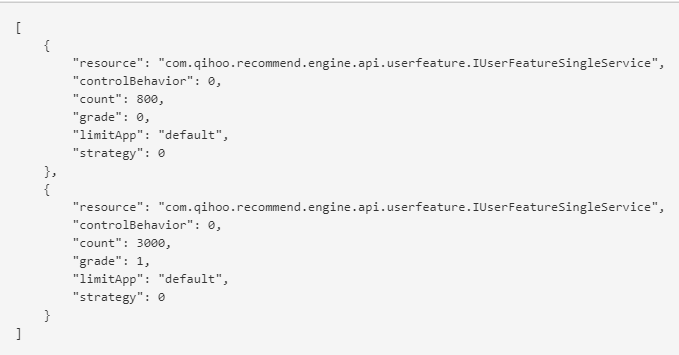 [
    {
        "resource": "com.qihoo.recommend.engine.api.userfeature.IUserFeatureSingleService",
        "controlBehavior": 0,
        "count": 800,
        "grade": 0,
        "limitApp": "default",
        "strategy": 0
    },
    {
        "resource": "com.qihoo.recommend.engine.api.userfeature.IUserFeatureSingleService",
        "controlBehavior": 0,
        "count": 3000,
        "grade": 1,
        "limitApp": "default",
        "strategy": 0
    }
]